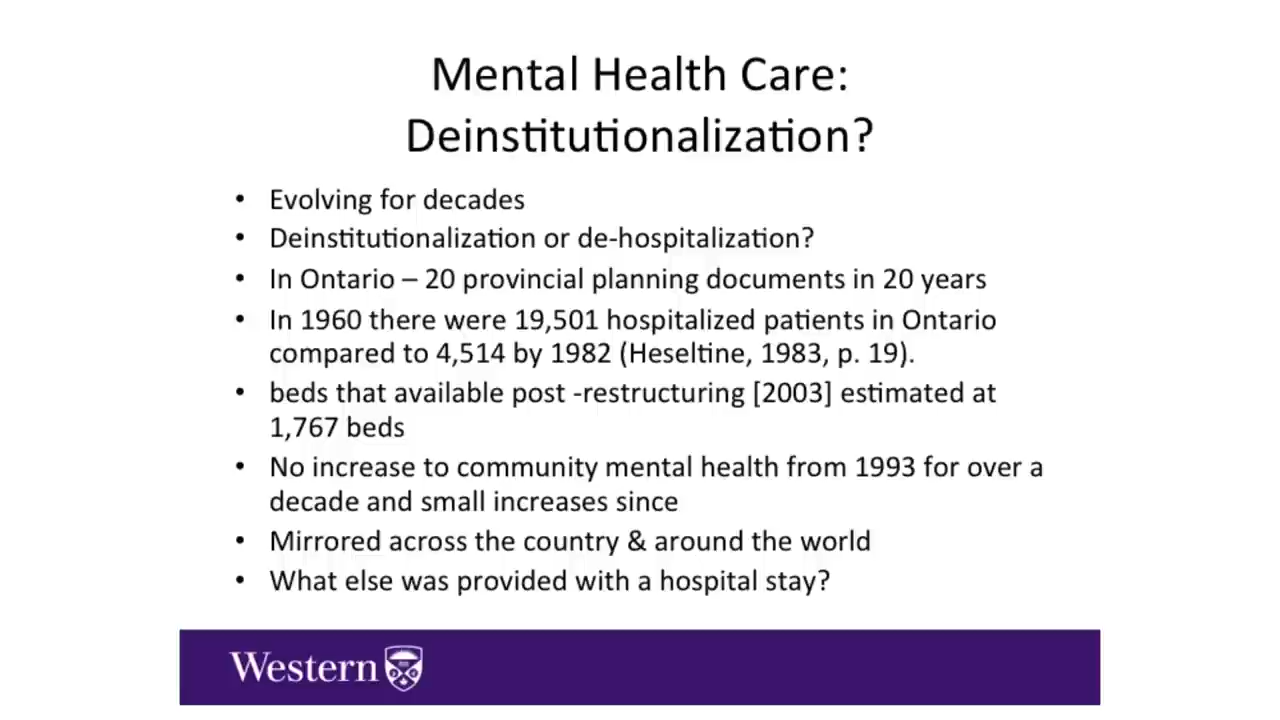 Mental Health Care:
Deinstitutionalization?
• Evolving for decades
• Deinstitutionalization or de-hospitalization?
• In Ontario – 20 provincial planning documents in 20 years
• In 1960 there were 19,501 hospitalized patients in Ontario
compared to 4,514 by 1982 (Heseltine, 1983, p. 19).
• beds that available post -restructuring [2003] estimated at
1,767 beds
• No increase to community mental health from 1993 for over a
decade and small increases since
• Mirrored across the country & around the world
• What else was provided with a hospital stay?
Western